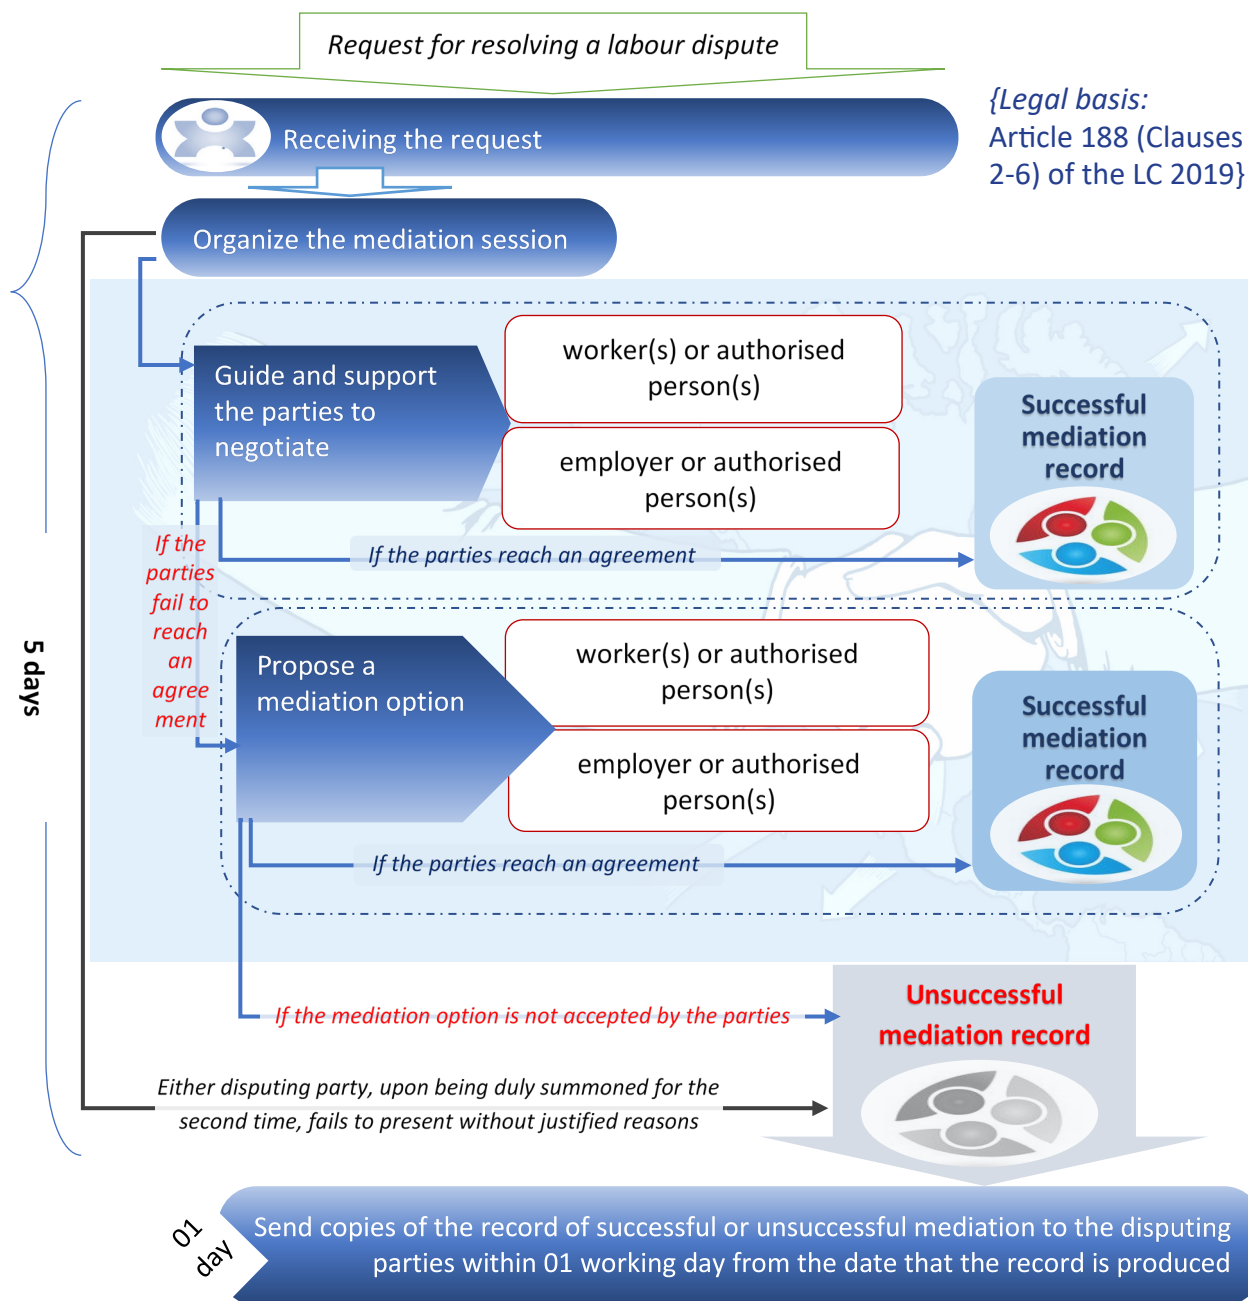 Request for resolving a labour dispute
{Legal basis:
Article 188 (Clauses
2-6) of the LC 2019}
Receiving the request
Organize the mediation session
Guide and support
the parties to
negotiate
worker(s) or authorised
person(s)
employer or authorised
person(s)
Successful
mediation
record
If the parties reach an agreement
If the
parties
fail to
reach
an
agree
ment
5 days
Propose a
mediation option
worker(s) or authorised
person(s)
employer or authorised
person(s)
Successful
mediation
record
If the parties reach an agreement
Unsuccessful
mediation record
If the mediation option is not accepted by the parties
Either disputing party, upon being duly summoned for the
second time, fails to present without justified reasons
01
day
Send copies of the record of successful or unsuccessful mediation to the disputing
parties within 01 working day from the date that the record is produced